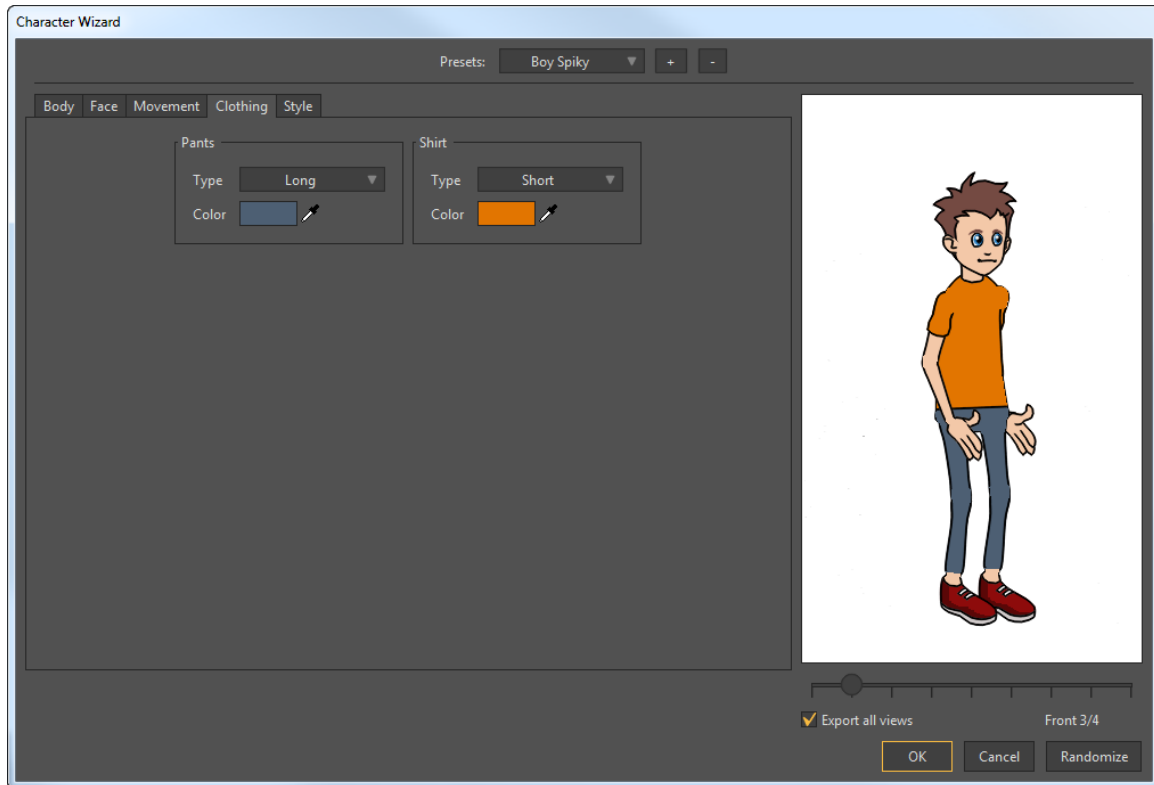 Character Wizard
Presets: Boy Spiky + -
Body Face Movement Clothing Style
Pants Shirt
Type Long Type Short
Color Color
Export all views Front 3/4
OK Cancel Randomize